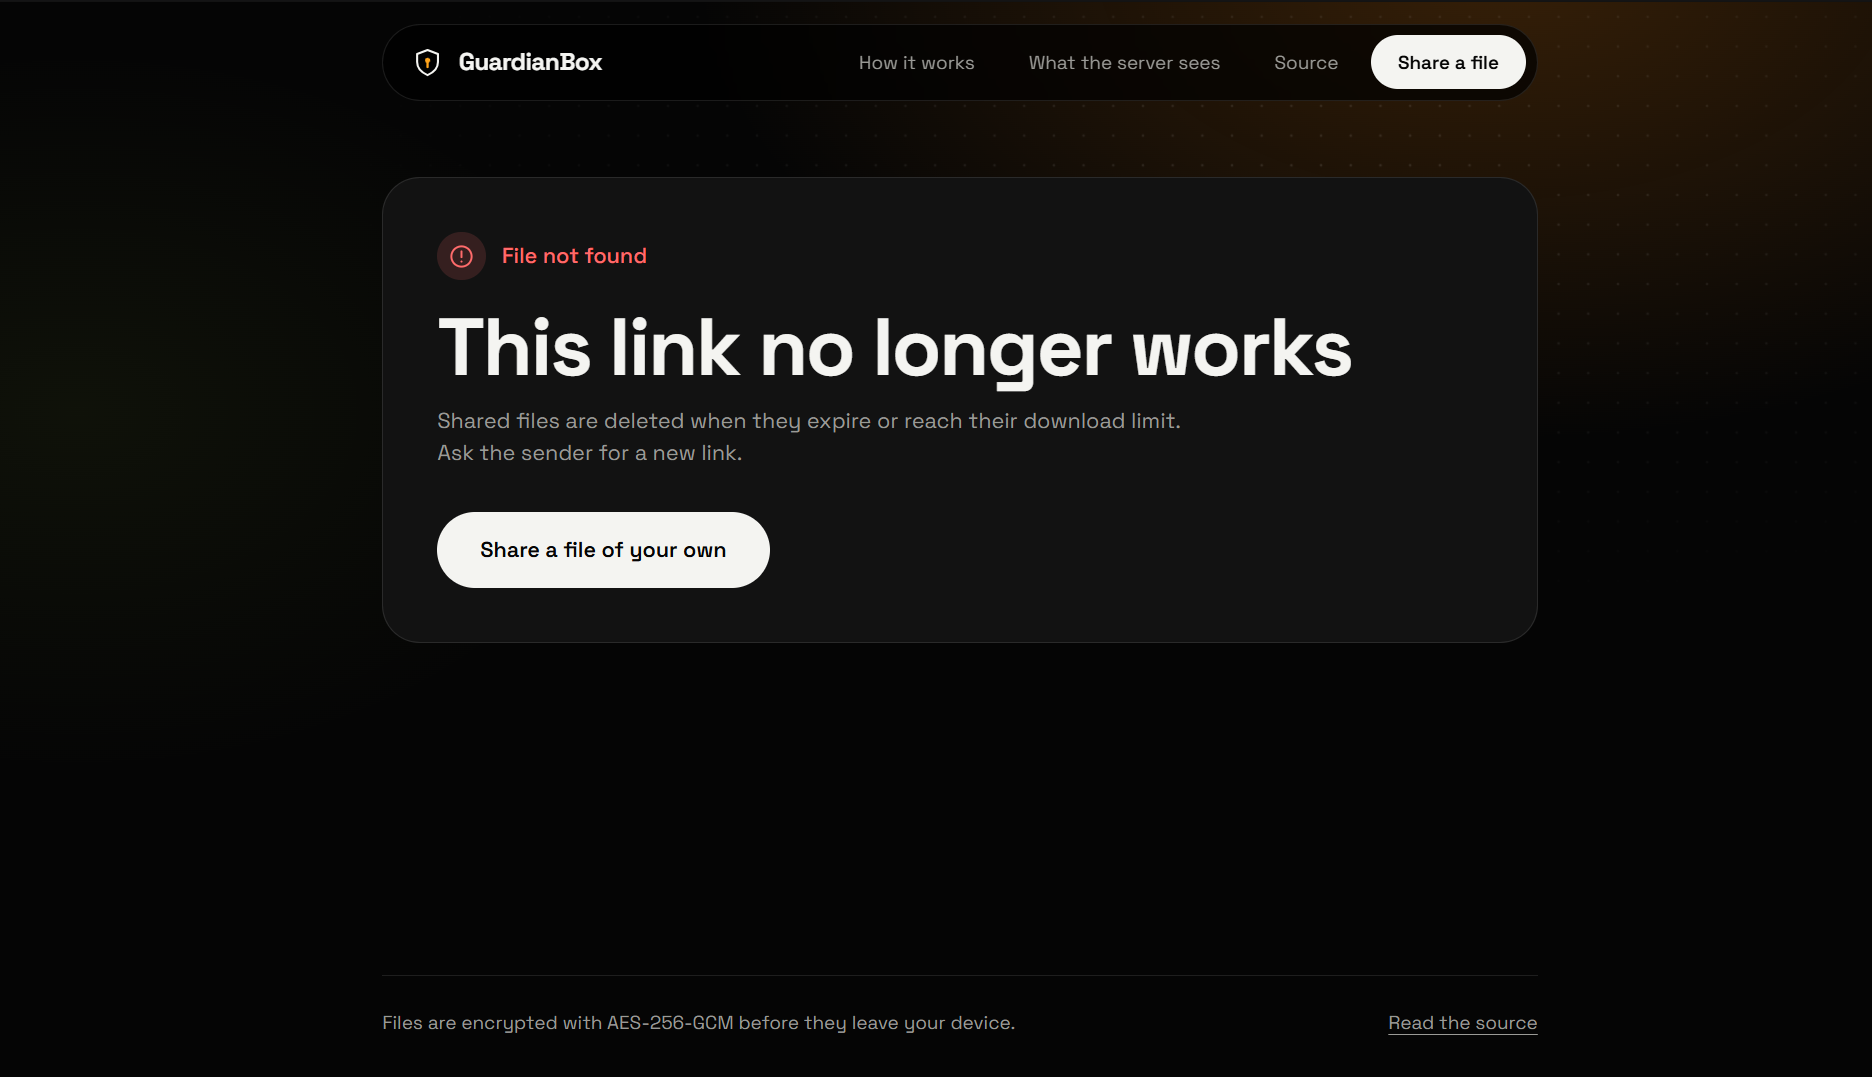 GuardianBox
How it works
What the server sees
Source
Share a file
File not found
This link no longer works
Shared files are deleted when they expire or reach their download limit.
Ask the sender for a new link.
Share a file of your own
Files are encrypted with AES-256-GCM before they leave your device.
Read the source